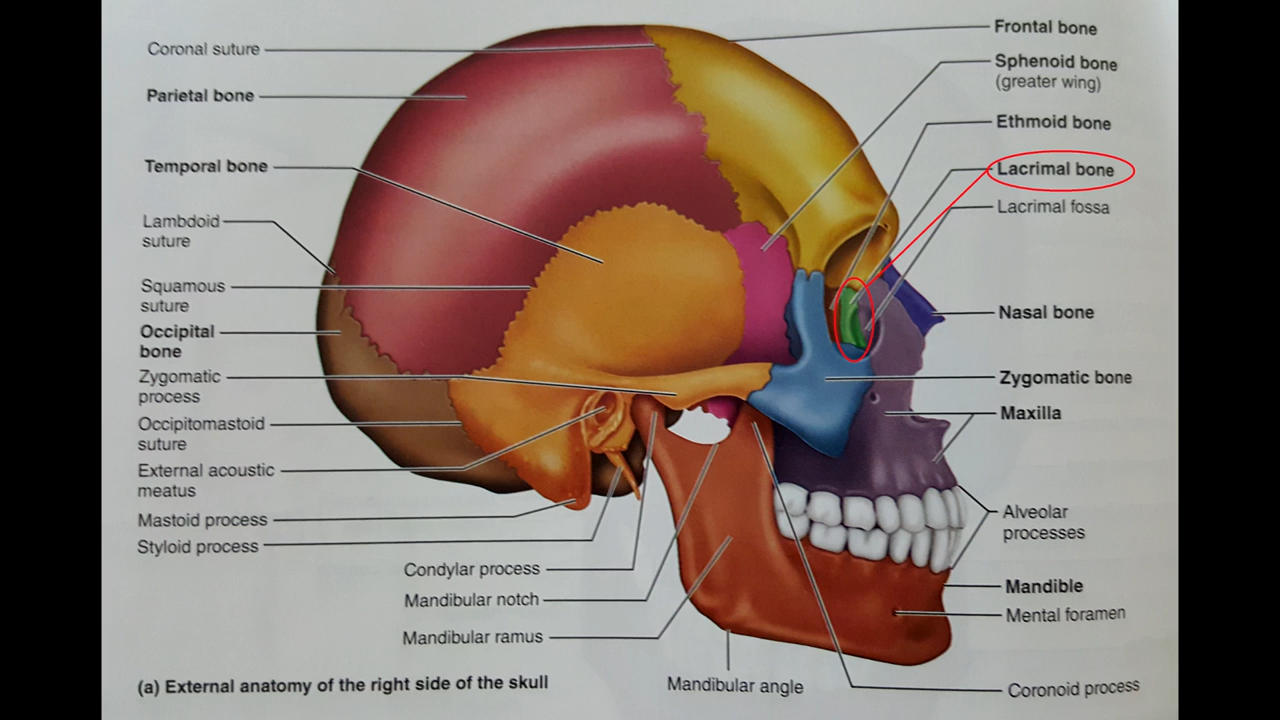 Coronal suture
Parietal bone
Temporal bone
Lambdoid
suture
Squamous
suture
Occipital
bone
Zygomatic
process
Occipitomastoid
suture
External acoustic
meatus
Mastoid process
Styloid process
Condylar process
Mandibular notch
Mandibular ramus
Mandibular angle
Frontal bone
Sphenoid bone
(greater wing)
Ethmoid bone
Lacrimal bone
Lacrimal fossa
Nasal bone
Zygomatic bone
Maxilla
Alveolar
processes
Mandible
Mental foramen
Coronoid process
(a) External anatomy of the right side of the skull